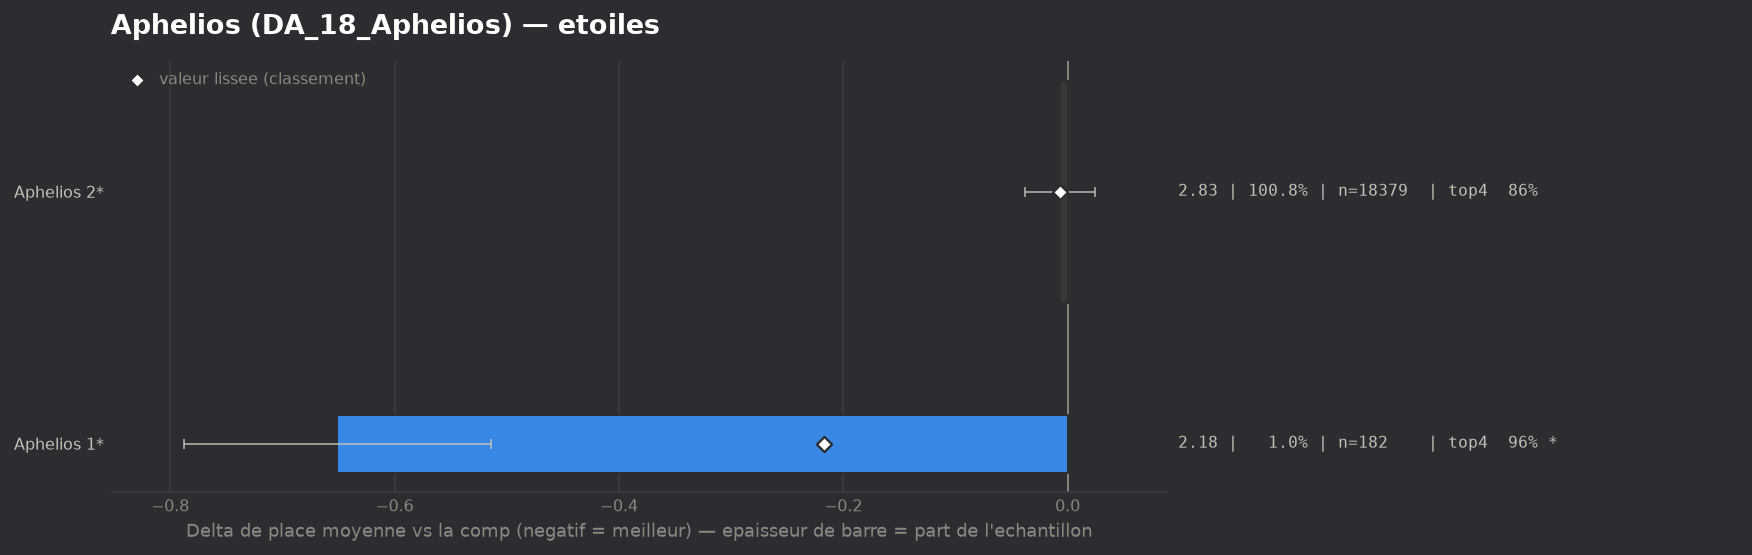 Aphelios (DA_18_Aphelios) — etoiles
valeur lissee (classement)
Aphelios 2*
2.83 | 100.8% | n=18379 | top4 86%
Aphelios 1*
2.18 | 1.0% | n=182 | top4 96% *
−0.8 −0.6 −0.4 −0.2 0.0
Delta de place moyenne vs la comp (negatif = meilleur) — epaisseur de barre = part de l'echantillon